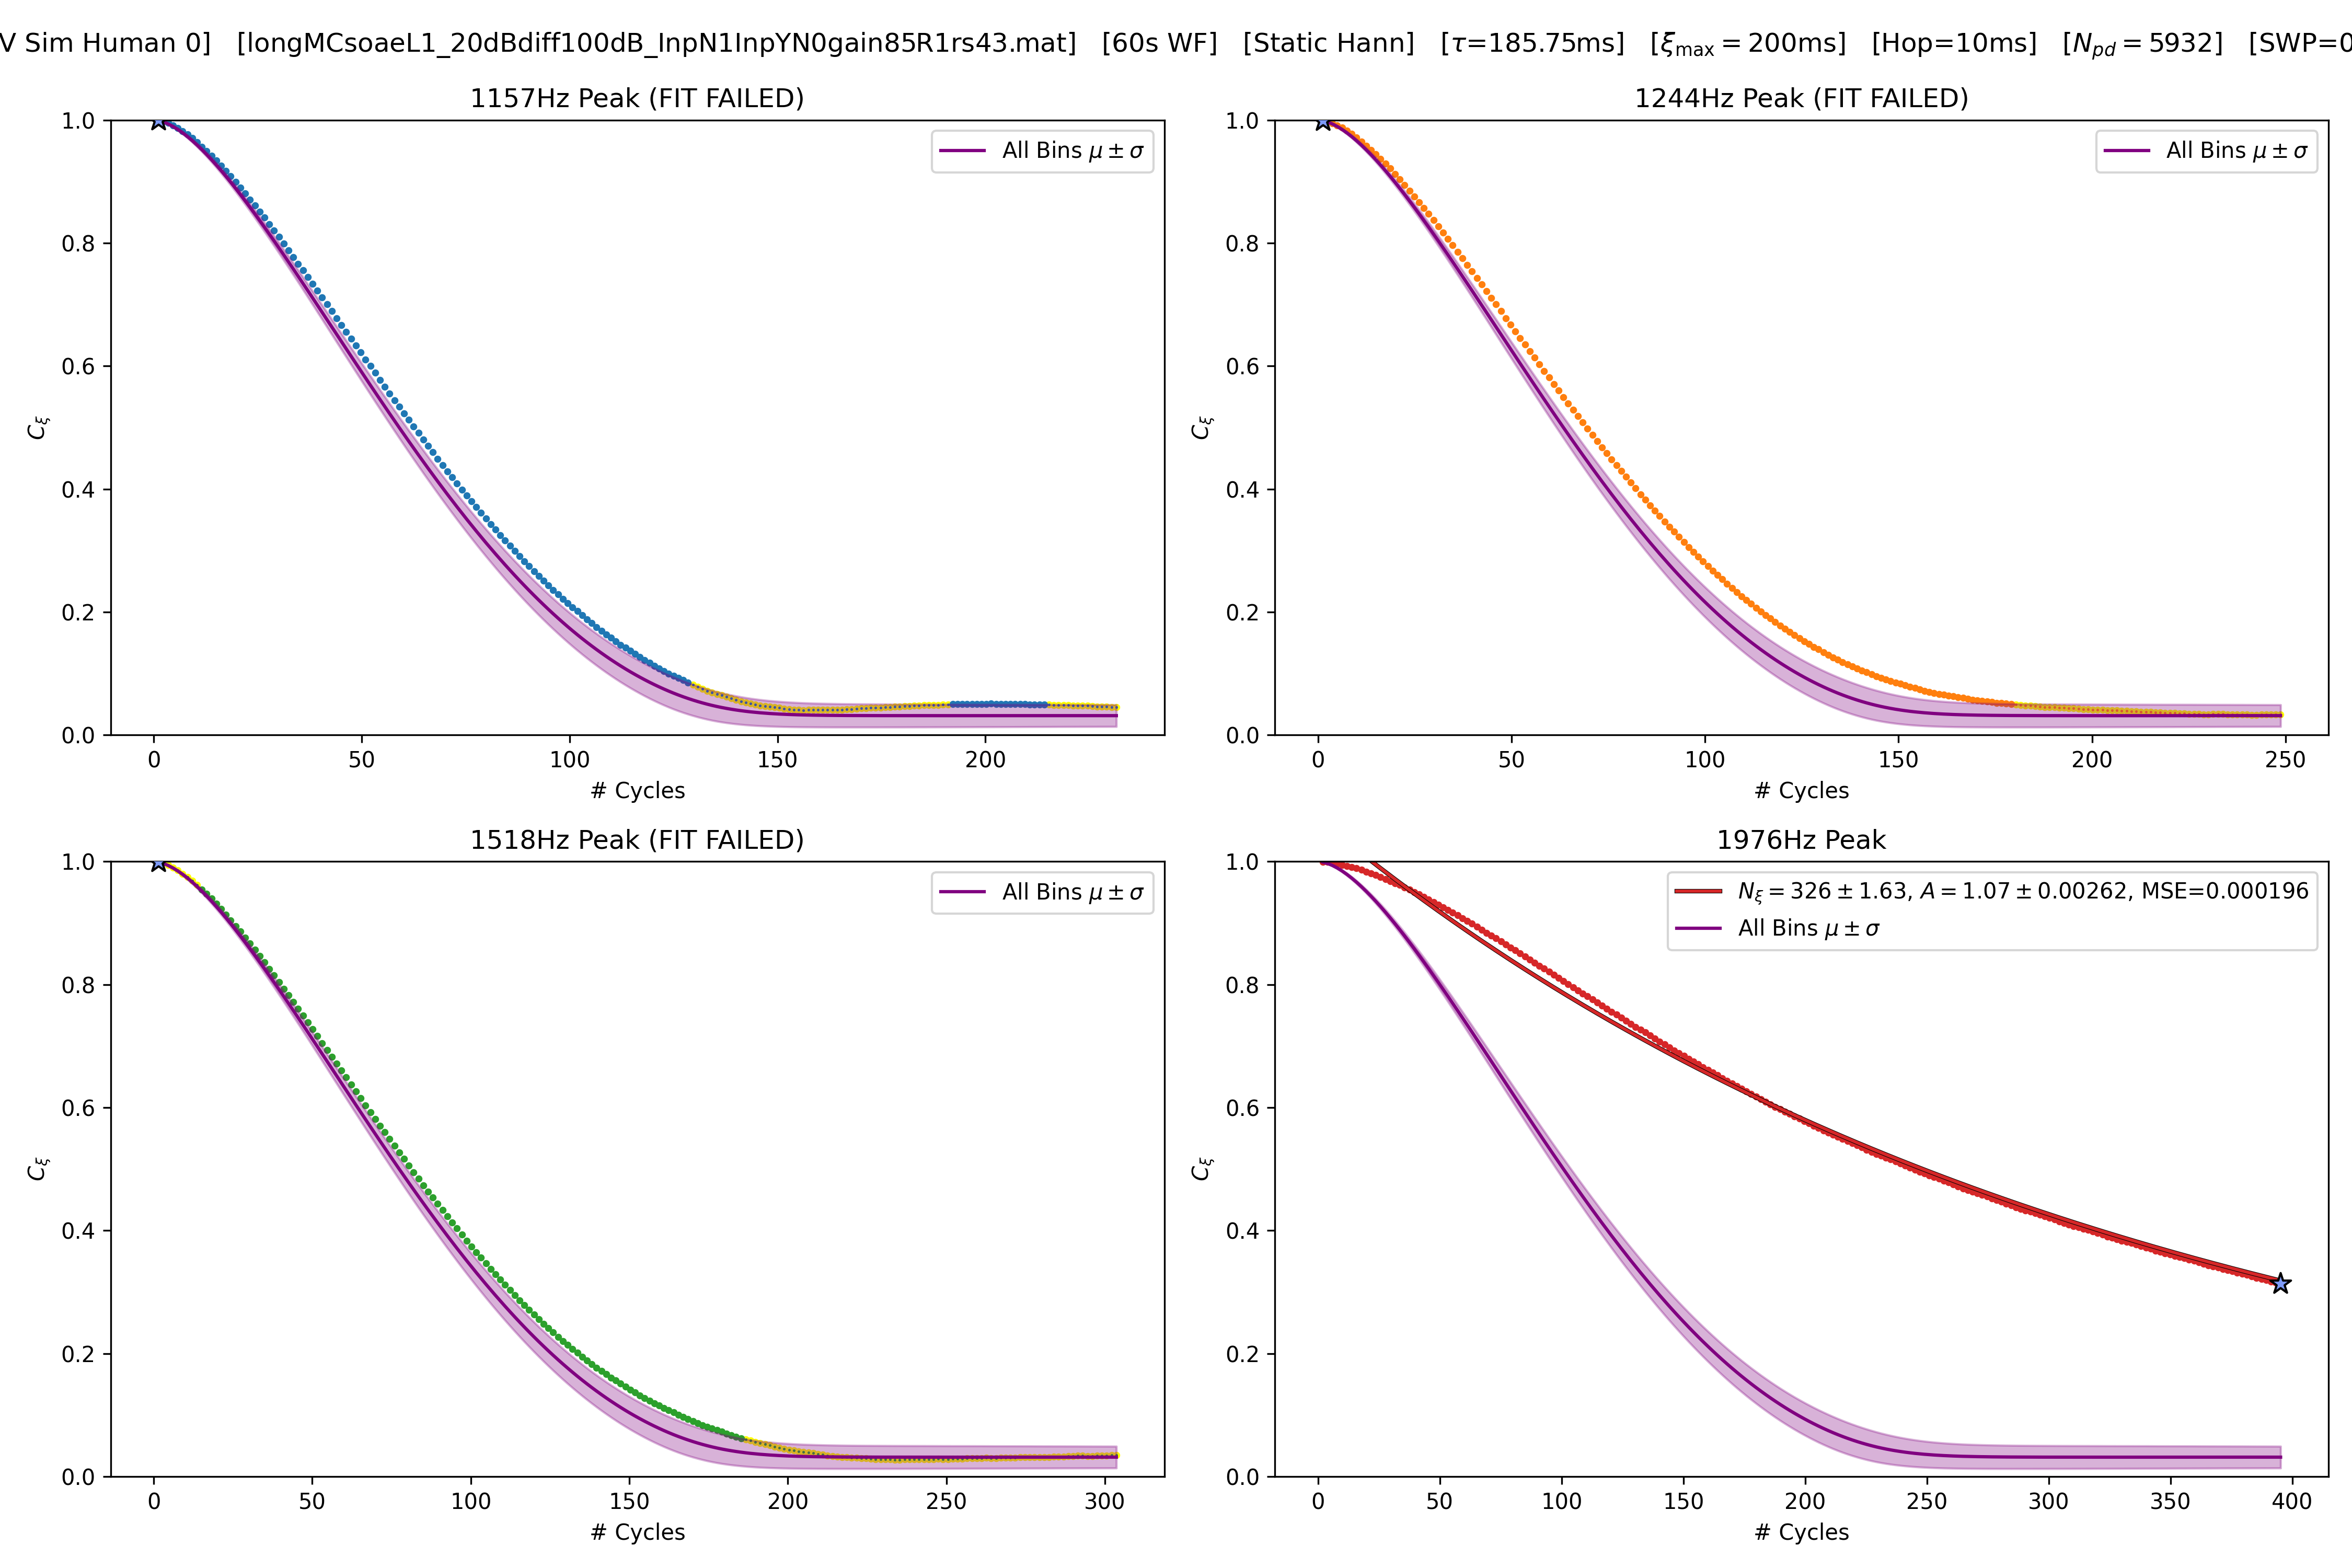 V Sim Human 0] [longMCsoaeL1_20dBdiff100dB_InpN1InpYN0gain85R1rs43.mat] [60s WF] [Static Hann] [τ=185.75ms] [ξmax = 200ms] [Hop=10ms] [Npd = 5932] [SWP=0
1157Hz Peak (FIT FAILED)
All Bins μ ± σ
Cξ
1.0
0.8
0.6
0.4
0.2
0.0
0 50 100 150 200
# Cycles
1244Hz Peak (FIT FAILED)
All Bins μ ± σ
Cξ
1.0
0.8
0.6
0.4
0.2
0.0
0 50 100 150 200 250
# Cycles
1518Hz Peak (FIT FAILED)
All Bins μ ± σ
Cξ
1.0
0.8
0.6
0.4
0.2
0.0
0 50 100 150 200 250 300
# Cycles
1976Hz Peak
Nξ = 326 ± 1.63, A = 1.07 ± 0.00262, MSE=0.000196
All Bins μ ± σ
Cξ
1.0
0.8
0.6
0.4
0.2
0.0
0 50 100 150 200 250 300 350 400
# Cycles